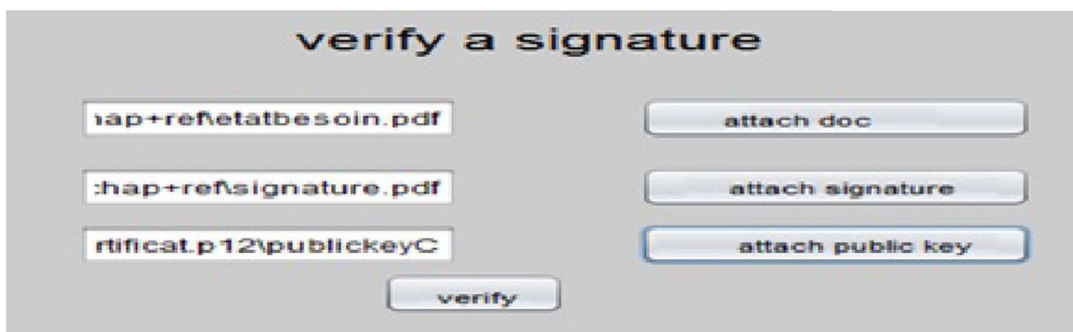 verify a signature
hap+ref\etatbesoin.pdf attach doc
:hap+ref\signature.pdf attach signature
rtificat.p12\publickeyC attach public key
verify